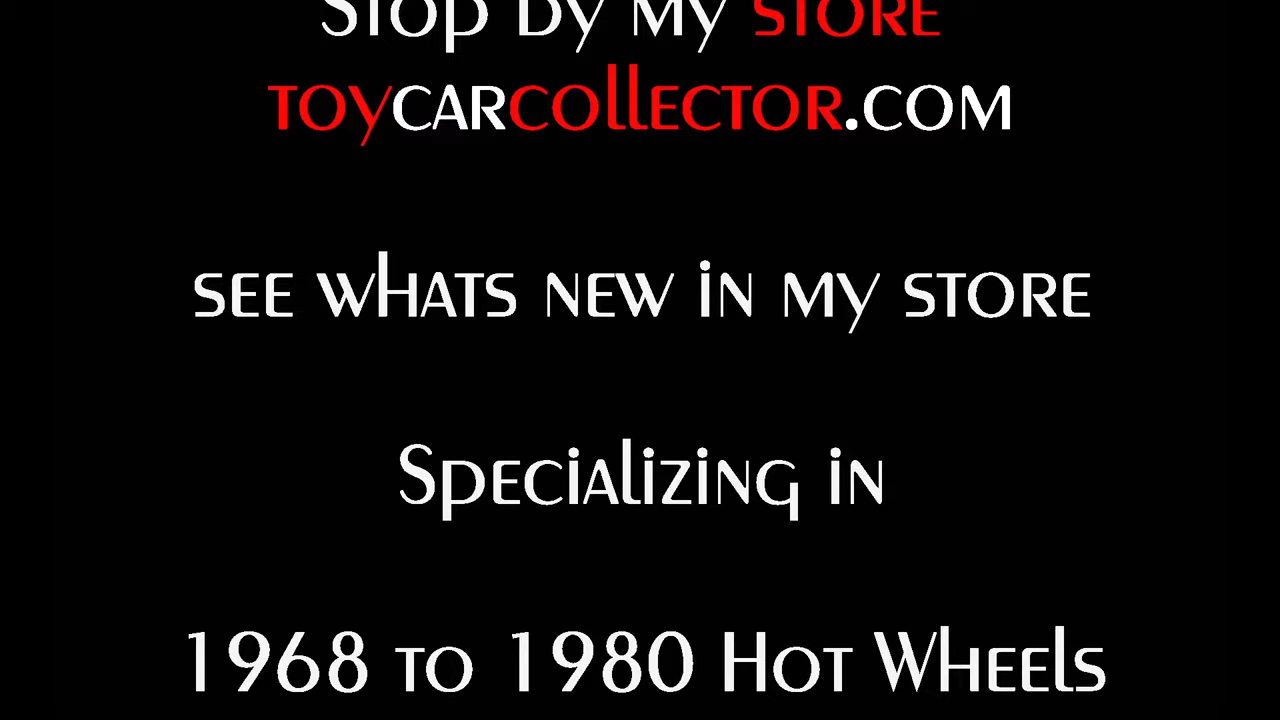 Stop by my STORE
TOyCARCOllECTOR.COM
SEE whATS NEW iN My STORE
SpECiAliziNg iN
1968 TO 1980 HOT WhEEls